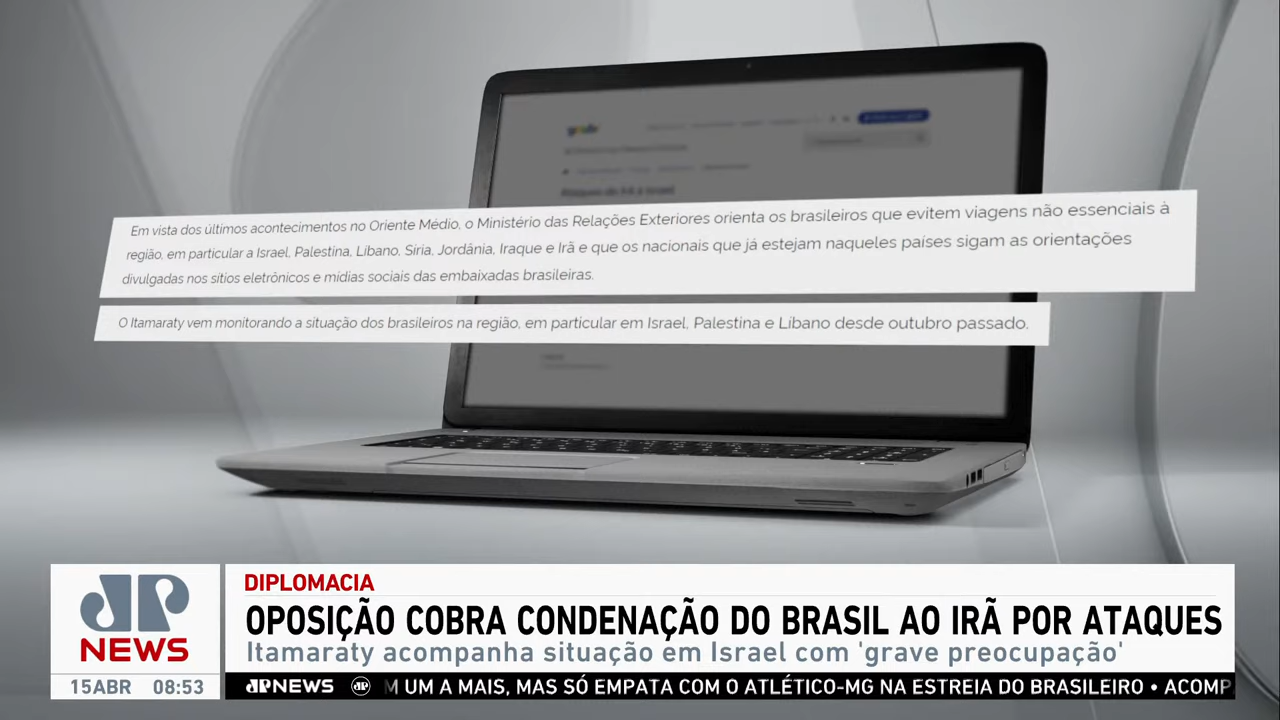 Ataques do Irã a Israel
Em vista dos últimos acontecimentos no Oriente Médio, o Ministério das Relações Exteriores orienta os brasileiros que evitem viagens não essenciais à
região, em particular a Israel, Palestina, Líbano, Síria, Jordânia, Iraque e Irã e que os nacionais que já estejam naqueles países sigam as orientações
divulgadas nos sítios eletrônicos e mídias sociais das embaixadas brasileiras.
O Itamaraty vem monitorando a situação dos brasileiros na região, em particular em Israel, Palestina e Líbano desde outubro passado.
JP
NEWS
DIPLOMACIA
OPOSIÇÃO COBRA CONDENAÇÃO DO BRASIL AO IRÃ POR ATAQUES
Itamaraty acompanha situação em Israel com 'grave preocupação'
15ABR 08:53
JPNEWS JP M UM A MAIS, MAS SÓ EMPATA COM O ATLÉTICO-MG NA ESTREIA DO BRASILEIRO • ACOMP